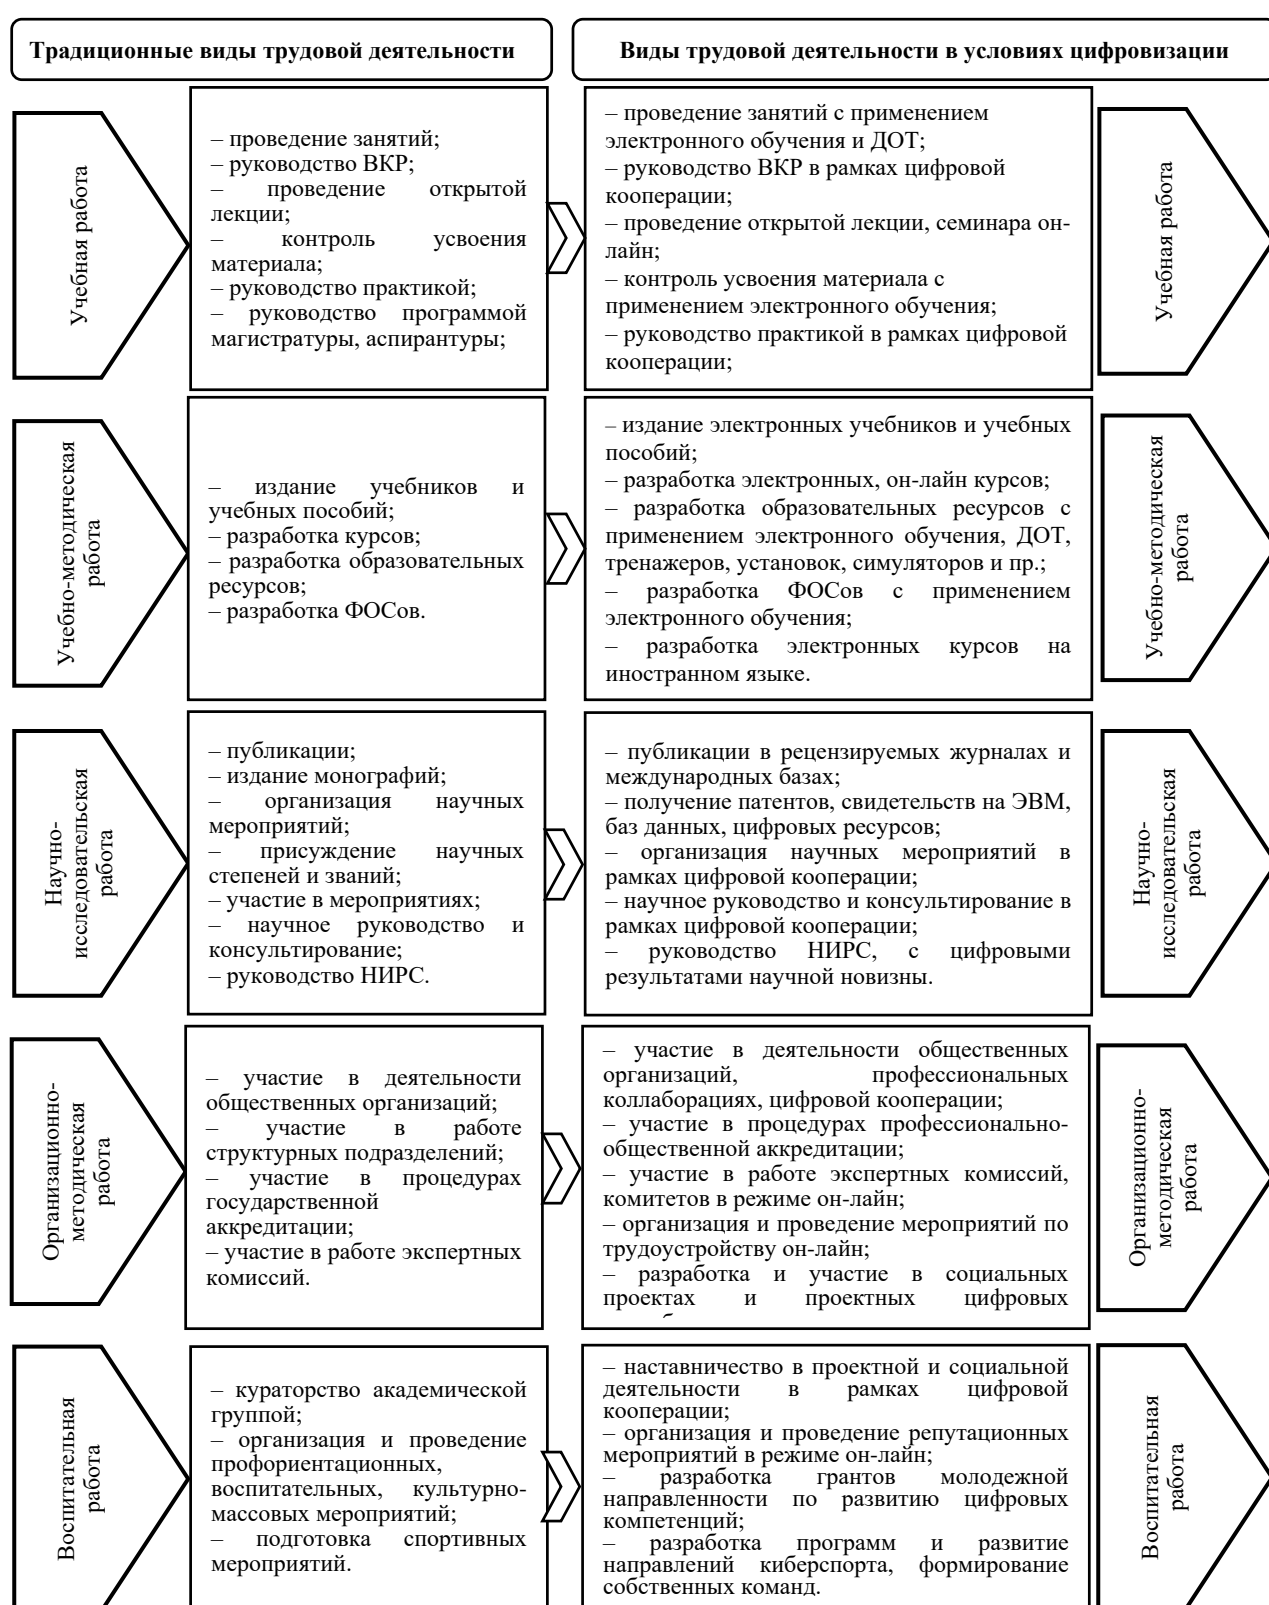 Традиционные виды трудовой деятельности
Виды трудовой деятельности в условиях цифровизации
Учебная работа
– проведение занятий;
– руководство ВКР;
– проведение открытой
лекции;
– контроль усвоения
материала;
– руководство практикой;
– руководство программой
магистратуры, аспирантуры;
– проведение занятий с применением
электронного обучения и ДОТ;
– руководство ВКР в рамках цифровой
кооперации;
– проведение открытой лекции, семинара он-
лайн;
– контроль усвоения материала с
применением электронного обучения;
– руководство практикой в рамках цифровой
кооперации;
Учебная работа
Учебно-методическая
работа
– издание учебников и
учебных пособий;
– разработка курсов;
– разработка образовательных
ресурсов;
– разработка ФОСов.
– издание электронных учебников и учебных
пособий;
– разработка электронных, он-лайн курсов;
– разработка образовательных ресурсов с
применением электронного обучения, ДОТ,
тренажеров, установок, симуляторов и пр.;
– разработка ФОСов с применением
электронного обучения;
– разработка электронных курсов на
иностранном языке.
Учебно-методическая
работа
Научно-
исследовательская
работа
– публикации;
– издание монографий;
– организация научных
мероприятий;
– присуждение научных
степеней и званий;
– участие в мероприятиях;
– научное руководство и
консультирование;
– руководство НИРС.
– публикации в рецензируемых журналах и
международных базах;
– получение патентов, свидетельств на ЭВМ,
баз данных, цифровых ресурсов;
– организация научных мероприятий в
рамках цифровой кооперации;
– научное руководство и консультирование в
рамках цифровой кооперации;
– руководство НИРС, с цифровыми
результатами научной новизны.
Научно-
исследовательская
работа
Организационно-
методическая
работа
– участие в деятельности
общественных организаций;
– участие в работе
структурных подразделений;
– участие в процедурах
государственной
аккредитации;
– участие в работе экспертных
комиссий.
– участие в деятельности общественных
организаций, профессиональных
коллаборациях, цифровой кооперации;
– участие в процедурах профессионально-
общественной аккредитации;
– участие в работе экспертных комиссий,
комитетов в режиме он-лайн;
– организация и проведение мероприятий по
трудоустройству он-лайн;
– разработка и участие в социальных
проектах и проектных цифровых
Организационно-
методическая
работа
Воспитательная
работа
– кураторство академической
группой;
– организация и проведение
профориентационных,
воспитательных, культурно-
массовых мероприятий;
– подготовка спортивных
мероприятий.
– наставничество в проектной и социальной
деятельности в рамках цифровой
кооперации;
– организация и проведение репутационных
мероприятий в режиме он-лайн;
– разработка грантов молодежной
направленности по развитию цифровых
компетенций;
– разработка программ и развитие
направлений киберспорта, формирование
собственных команд.
Воспитательная
работа